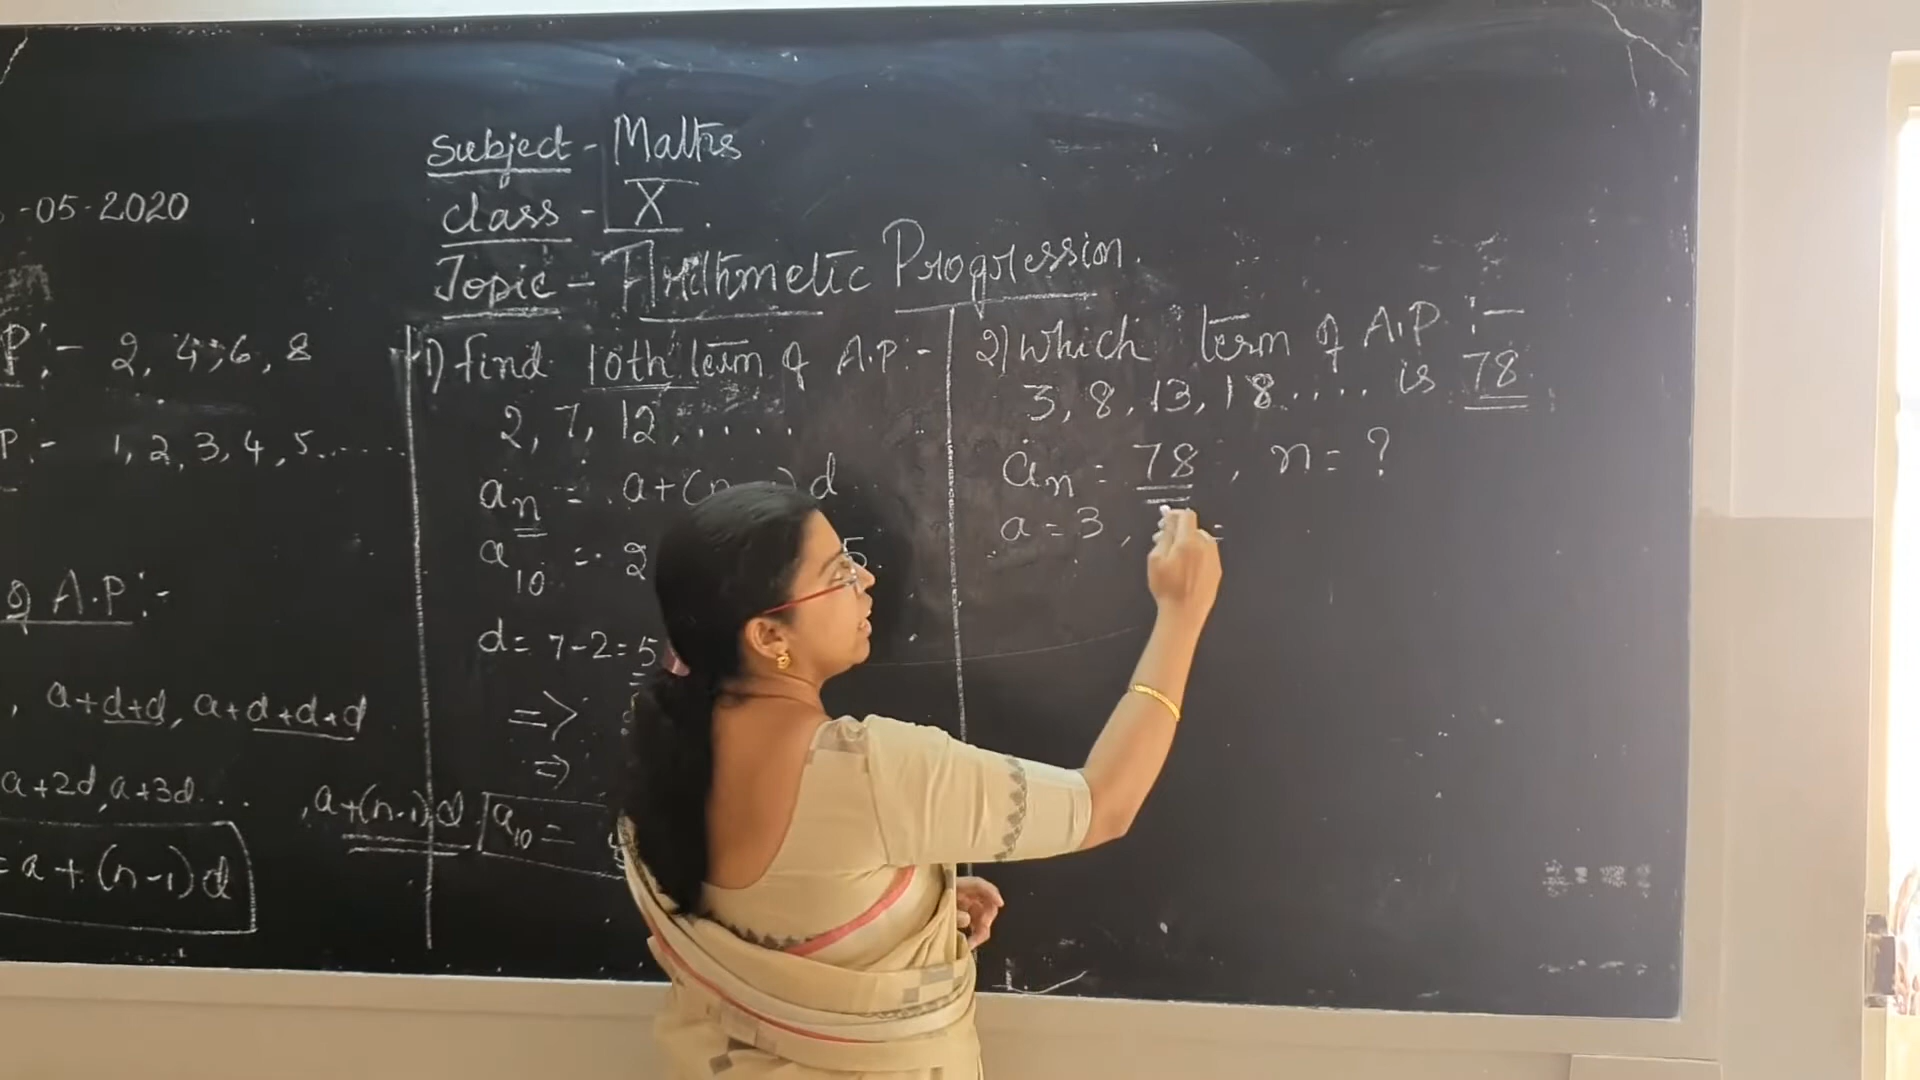 -05-2020
P:- 2, 4, 6, 8
P:- 1, 2, 3, 4, 5.....
A.P:-
, a+d+d, a+d+d+d
a+2d, a+3d... , a+(n-1)d
= a + (n-1)d
Subject - Maths
Class - X
Topic - Arithmetic Progression.
1) find 10th term of A.P:-
2, 7, 12, ....
an = a+(n d
a10 = 2 5
d = 7-2 = 5
=>
=>
a10 =
2) Which term of A.P :-
3, 8, 13, 18.... is 78
an = 78, n = ?
a = 3, =